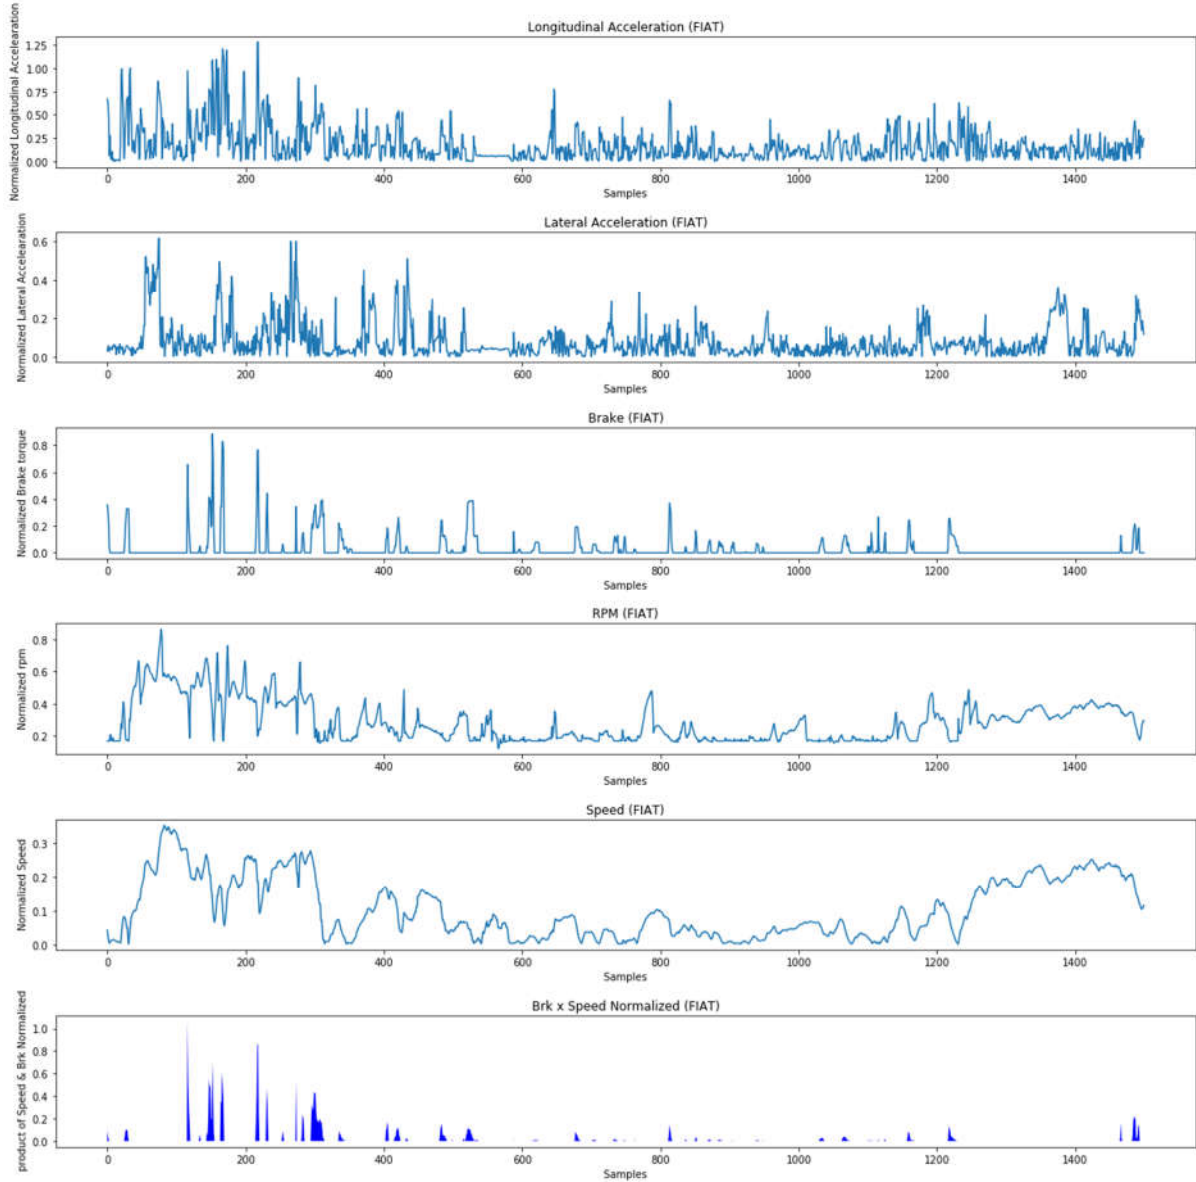 Longitudinal Acceleration (FIAT)
Normalized Longitudinal Accelearation
1.25
1.00
0.75
0.50
0.25
0.00
0 200 400 600 800 1000 1200 1400
Samples
Lateral Acceleration (FIAT)
Normalized Lateral Accelearation
0.6
0.4
0.2
0.0
0 200 400 600 800 1000 1200 1400
Samples
Brake (FIAT)
Normalized Brake torque
0.8
0.6
0.4
0.2
0.0
0 200 400 600 800 1000 1200 1400
Samples
RPM (FIAT)
Normalized rpm
0.8
0.6
0.4
0.2
0 200 400 600 800 1000 1200 1400
Samples
Speed (FIAT)
Normalized Speed
0.3
0.2
0.1
0.0
0 200 400 600 800 1000 1200 1400
Samples
Brk x Speed Normalized (FIAT)
product of Speed & Brk Normalized
1.0
0.8
0.6
0.4
0.2
0.0
0 200 400 600 800 1000 1200 1400
Samples